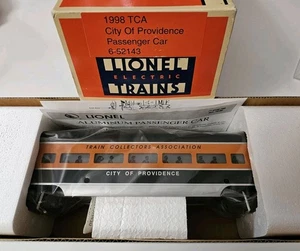 1998 TCA
City Of Providence
Passenger Car
6-52143
LIONEL
ELECTRIC
TRAINS
LIONEL
ALUMINUM PASSENGER CAR
TRAIN COLLECTORS ASSOCIATION
CITY OF PROVIDENCE